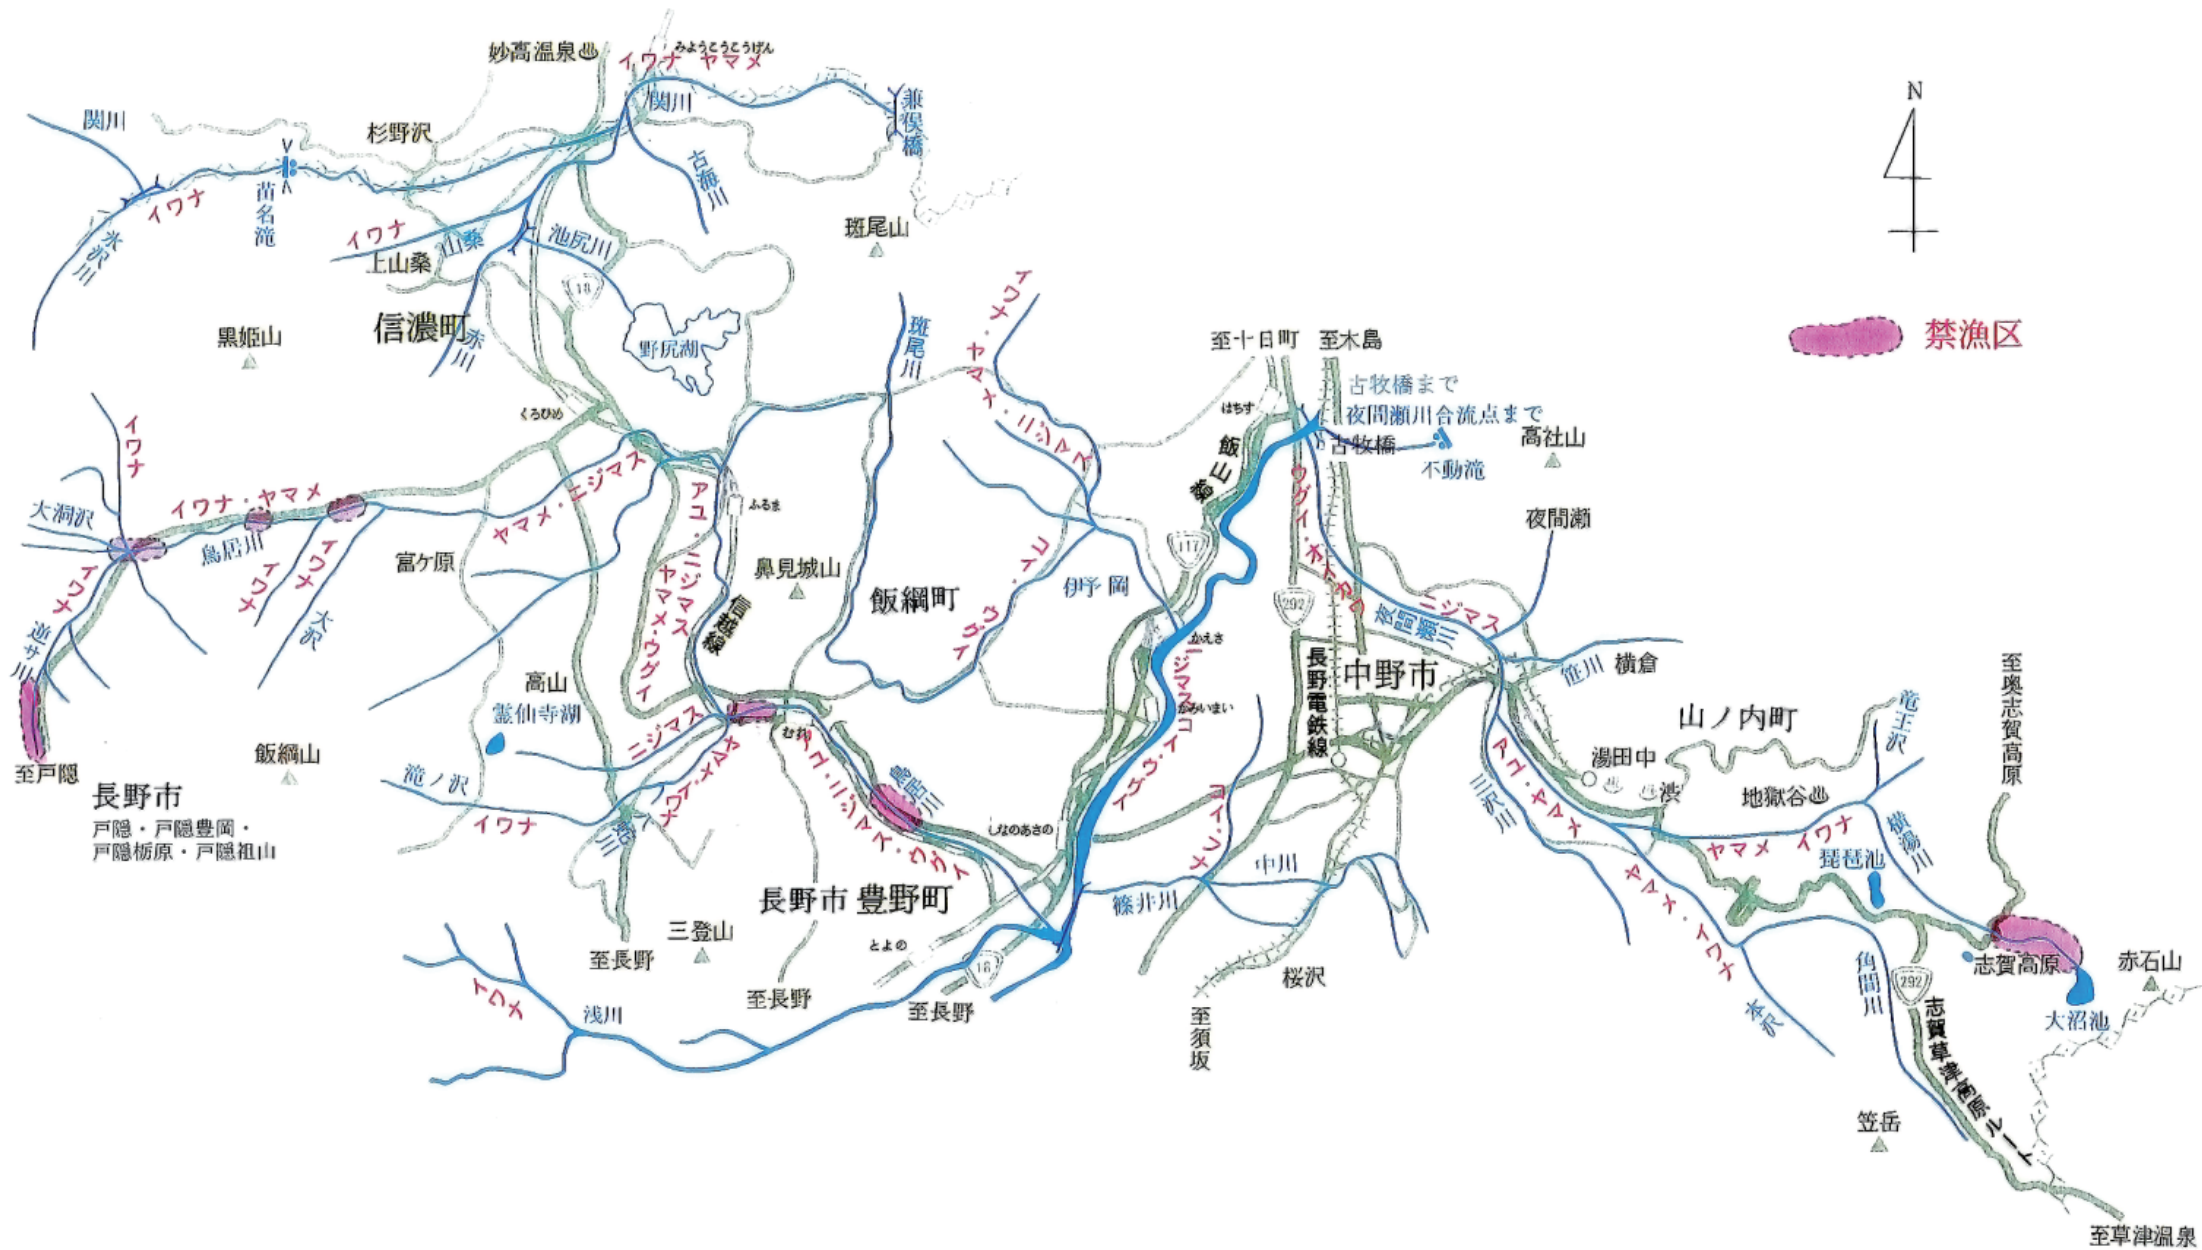 みようこうこうげん
妙高温泉
イワナ ヤマメ
関川
兼俣橋
関川
杉野沢
苗名滝
イワナ
氷沢川
古海川
斑尾山
イワナ
山桑
池尻川
上山桑
18
信濃町
赤川
黒姫山
野尻湖
斑尾川
イワナ・ヤマメ・ニジマス
N
禁漁区
至十日町
至木島
古牧橋まで
夜間瀬川合流点まで
古牧橋
不動滝
高社山
はちす
飯山線
くろひめ
イワナ
大洞沢
イワナ・ヤマメ
鳥居川
ヤマメ・ニジマス
アユ・ニジマス
ヤマメ・ウグイ
ふるま
イワナ
イワナ
大沢
富ケ原
鼻見城山
信越線
飯綱町
コイ・ウグイ
伊予岡
117
292
夜間瀬
夜間瀬川
ニジマス
イワナ
逆サ川
至戸隠
長野市
戸隠・戸隠豊岡・
戸隠栃原・戸隠祖山
飯綱山
高山
霊仙寺湖
ニジマス
滝ノ沢
イワナ
むれ
アユ・ニジマス・ウグイ
鳥居川
かえさ
かみいまい
ニジマス・コイ・ウグイ
長野電鉄線
中野市
笹川
横倉
山ノ内町
竜王沢
至奥志賀高原
湯田中
渋
地獄谷
三沢川
アユ・ヤマメ
ヤマメ
イワナ
横湯川
琵琶池
ヤマメ・イワナ
しなのあさの
コイ・フナ
中川
篠井川
長野市 豊野町
三登山
とよの
至長野
至長野
至長野
18
浅川
イワナ
桜沢
至須坂
本沢
角間川
志賀高原
赤石山
大沼池
292
志賀草津高原ルート
笠岳
至草津温泉